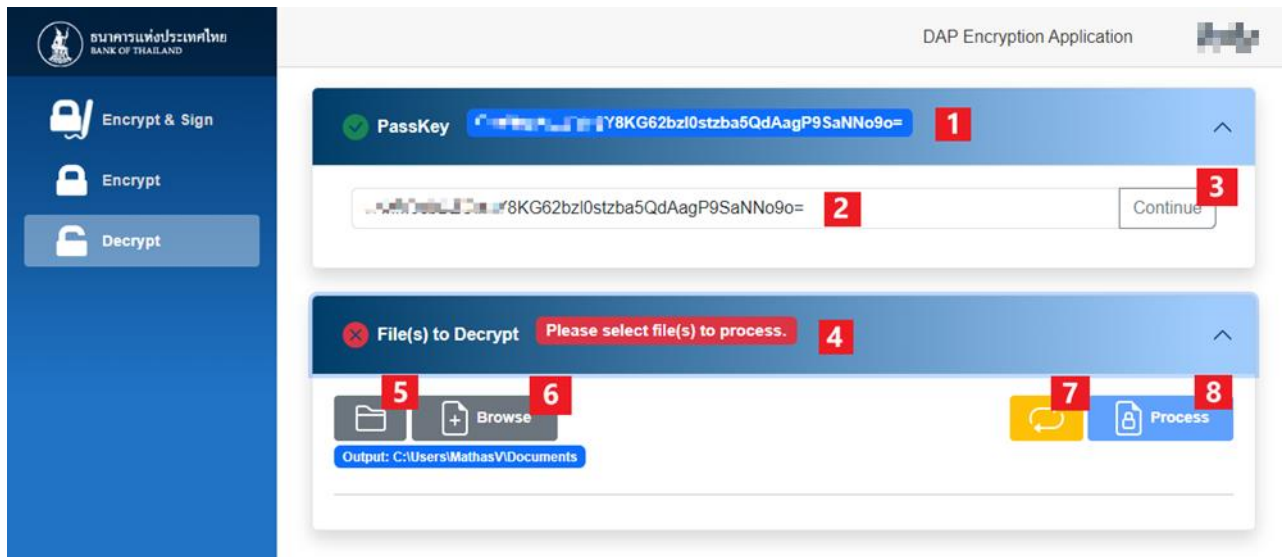 ธนาคารแห่งประเทศไทย
BANK OF THAILAND
DAP Encryption Application
Encrypt & Sign
Encrypt
Decrypt
PassKey Y8KG62bzl0stzba5QdAagP9SaNNo9o= 1
Y8KG62bzl0stzba5QdAagP9SaNNo9o= 2
3
Continue
File(s) to Decrypt Please select file(s) to process. 4
5
6
Browse
7
8
Process
Output: C:\Users\MathasV\Documents